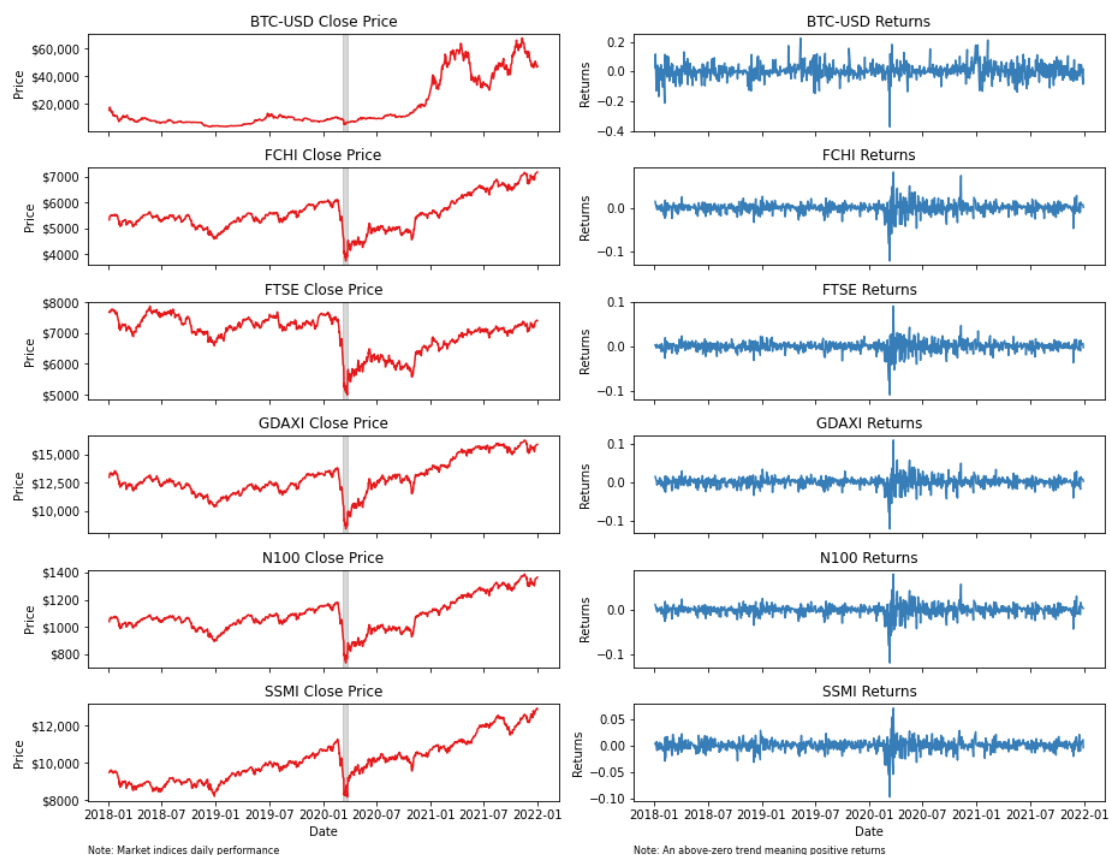 BTC-USD Close Price
$60,000
$40,000
$20,000
Price
BTC-USD Returns
0.2
0.0
−0.2
−0.4
Returns
FCHI Close Price
$7000
$6000
$5000
$4000
Price
FCHI Returns
0.0
−0.1
Returns
FTSE Close Price
$8000
$7000
$6000
$5000
Price
FTSE Returns
0.1
0.0
−0.1
Returns
GDAXI Close Price
$15,000
$12,500
$10,000
Price
GDAXI Returns
0.1
0.0
−0.1
Returns
N100 Close Price
$1400
$1200
$1000
$800
Price
N100 Returns
0.0
−0.1
Returns
SSMI Close Price
$12,000
$10,000
$8000
Price
2018-01 2018-07 2019-01 2019-07 2020-01 2020-07 2021-01 2021-07 2022-01
Date
Note: Market indices daily performance
SSMI Returns
0.05
0.00
−0.05
−0.10
Returns
2018-01 2018-07 2019-01 2019-07 2020-01 2020-07 2021-01 2021-07 2022-01
Date
Note: An above-zero trend meaning positive returns